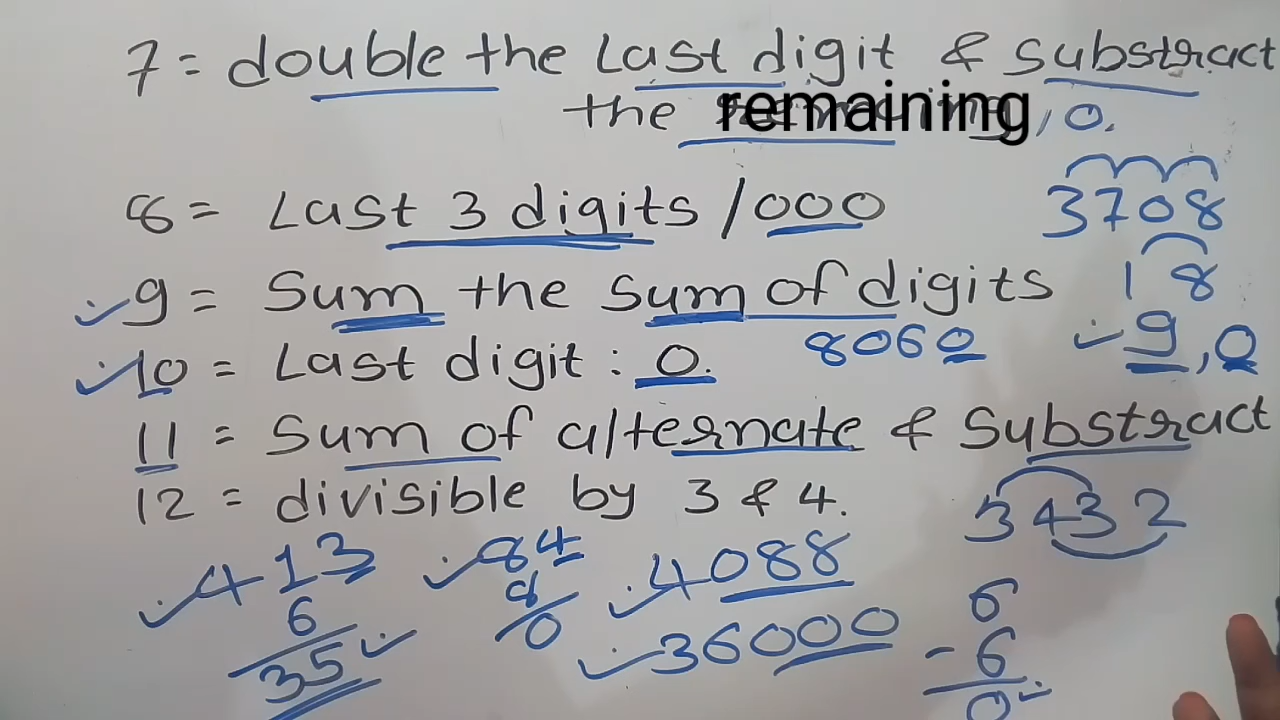 7 = double the Last digit & Substract
the remaining, 0.
8 = Last 3 digits /000
3708
9 = Sum the sum of digits
18
9, 0
10 = Last digit : 0.
8060
11 = Sum of alternate & Substract
12 = divisible by 3 & 4.
3432
6
- 6
0
413
6
35
84
8
0
4088
36000